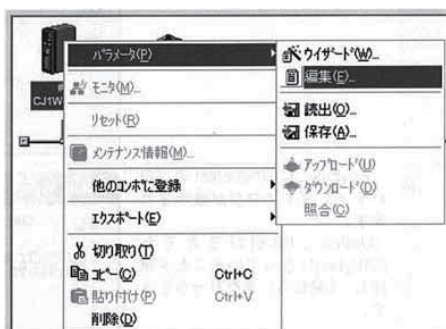 CJ1W
パラメータ(P)
モニタ(M)...
リセット(R)
メンテナンス情報(M)...
他のコンポに登録
エクスポート(E)
切り取り(T)
コピー(C) Ctrl+C
貼り付け(P) Ctrl+V
削除(D)
ウィザード(W)...
編集(E)...
読出(O)...
保存(A)...
アップロード(U)
ダウンロード(D)
照合(C)